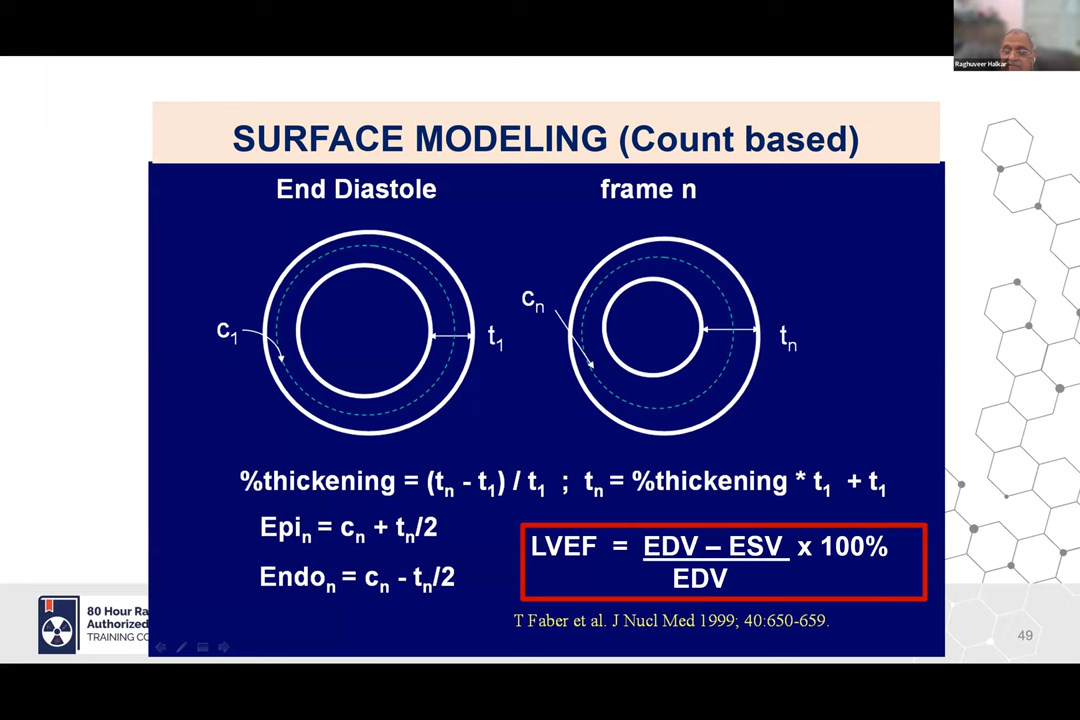 Raghuveer Halkar
SURFACE MODELING (Count based)
End Diastole
frame n
c1
t1
cn
tn
%thickening = (tn - t1) / t1 ; tn = %thickening * t1 + t1
Epin = cn + tn/2
Endon = cn - tn/2
LVEF = EDV – ESV x 100%
EDV
T Faber et al. J Nucl Med 1999; 40:650-659.
80 Hour Ra
Authorized
TRAINING CO
49